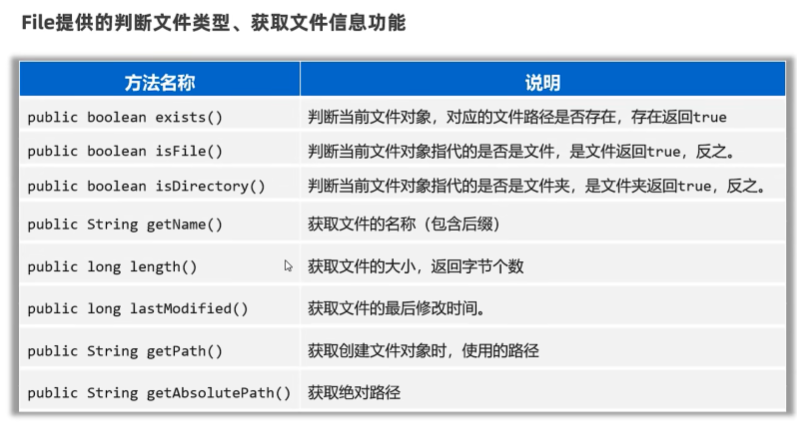 File提供的判断文件类型、获取文件信息功能
方法名称 说明
public boolean exists() 判断当前文件对象，对应的文件路径是否存在，存在返回true
public boolean isFile() 判断当前文件对象指代的是否是文件，是文件返回true，反之。
public boolean isDirectory() 判断当前文件对象指代的是否是文件夹，是文件夹返回true，反之。
public String getName() 获取文件的名称（包含后缀）
public long length() 获取文件的大小，返回字节个数
public long lastModified() 获取文件的最后修改时间。
public String getPath() 获取创建文件对象时，使用的路径
public String getAbsolutePath() 获取绝对路径